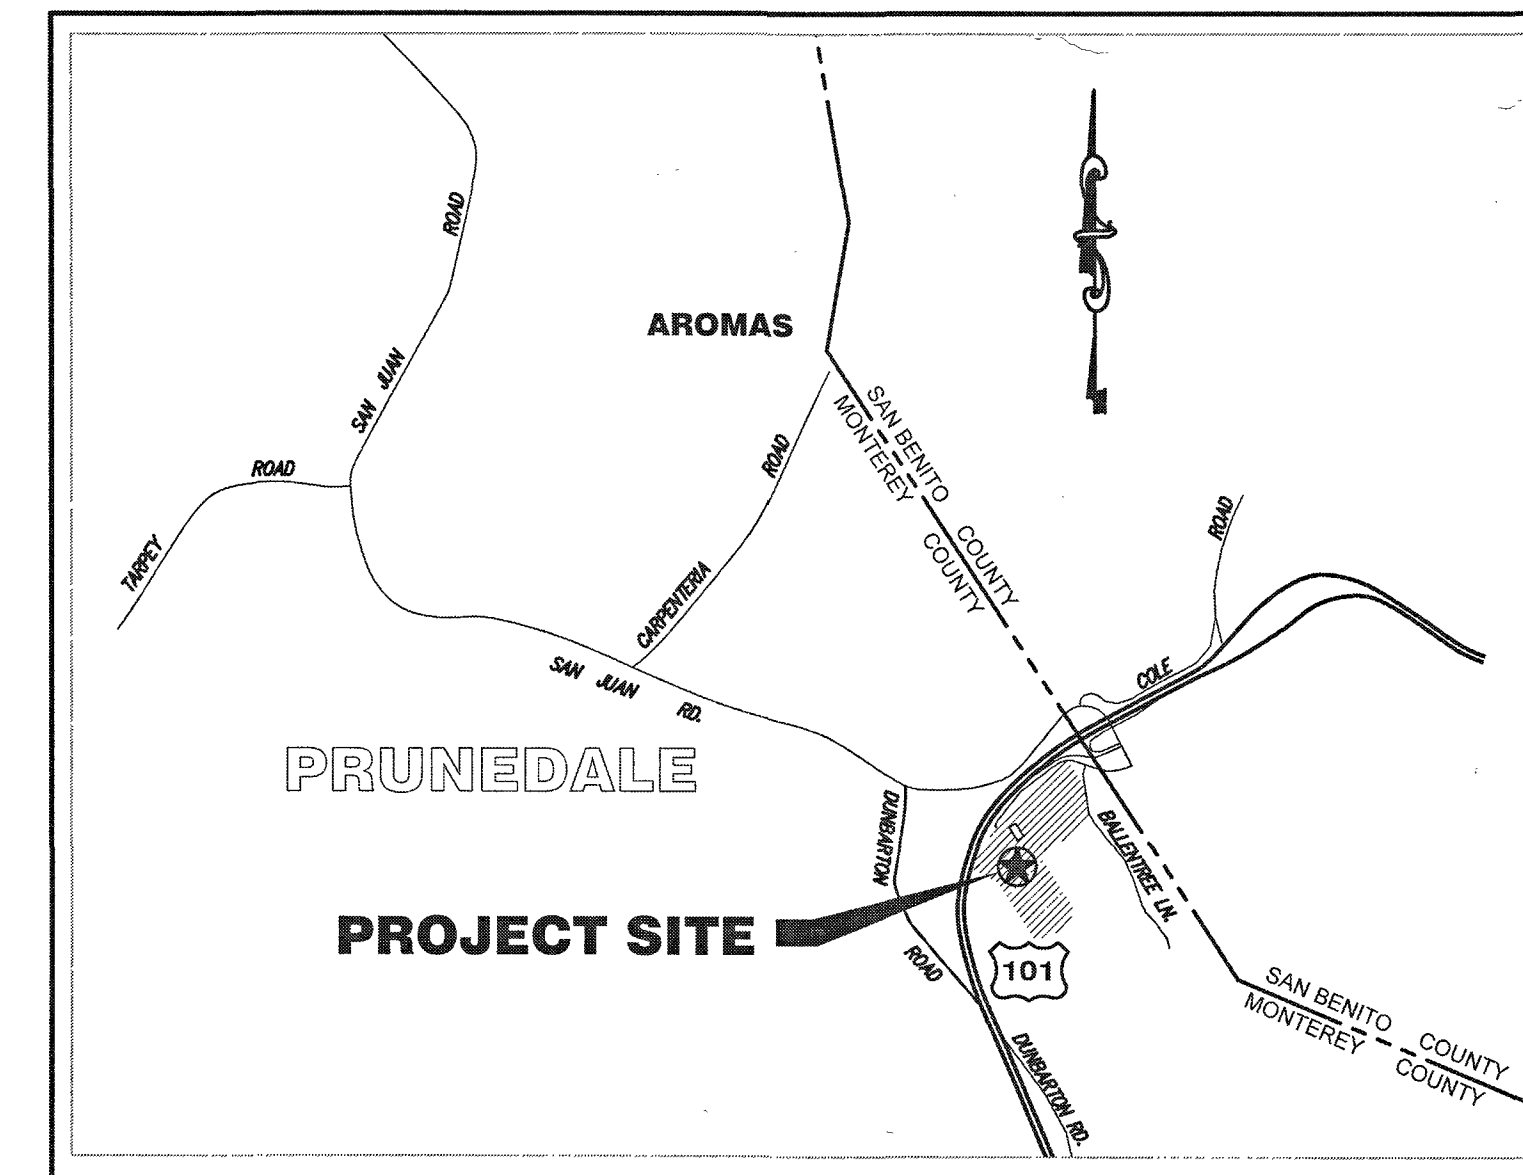 ROAD
AROMAS
SAN JUAN
ROAD
TARPEY
ROAD
CARPENTERIA
SAN BENITO COUNTY
MONTEREY COUNTY
ROAD
COLE
SAN JUAN RD.
PRUNEDALE
DUNBARTON
ROAD
BALLENTREE LN.
PROJECT SITE
101
SAN BENITO COUNTY
MONTEREY COUNTY
DUNBARTON RD.